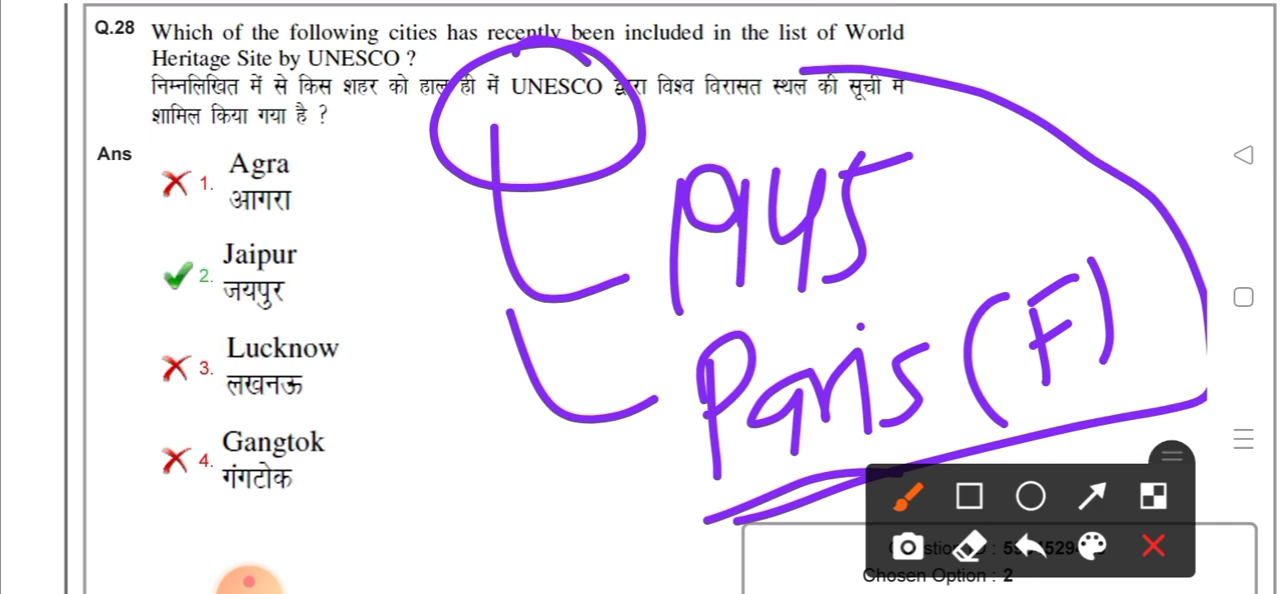 Q.28 Which of the following cities has recently been included in the list of World
Heritage Site by UNESCO ?
निम्नलिखित में से किस शहर को हाल ही में UNESCO द्वारा विश्व विरासत स्थल की सूची में
शामिल किया गया है ?
Ans
1. Agra
आगरा
2. Jaipur
जयपुर
3. Lucknow
लखनऊ
4. Gangtok
गंगटोक
1945
Paris (F)
Chosen Option : 2